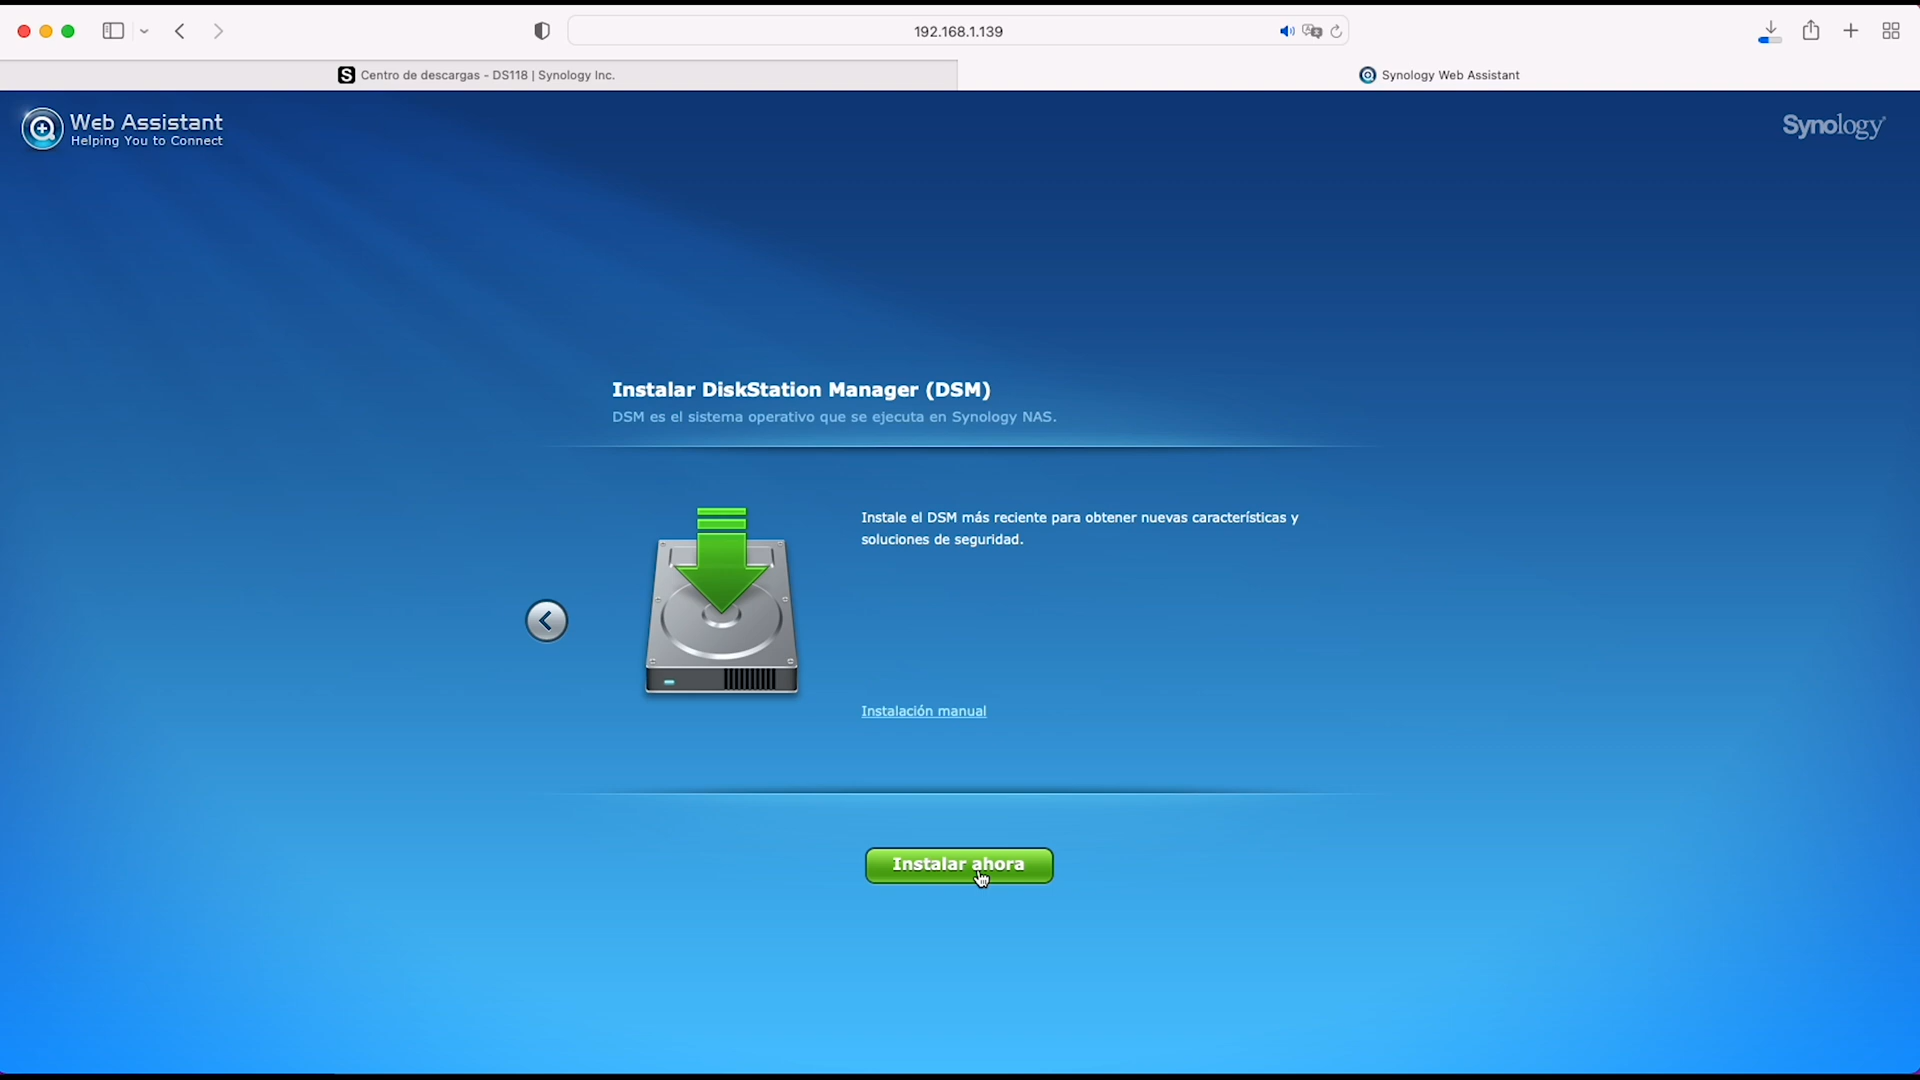 192.168.1.139
Centro de descargas - DS118 | Synology Inc.
Synology Web Assistant
Web Assistant
Helping You to Connect
Synology
Instalar DiskStation Manager (DSM)
DSM es el sistema operativo que se ejecuta en Synology NAS.
Instale el DSM más reciente para obtener nuevas características y
soluciones de seguridad.
Instalación manual
Instalar ahora